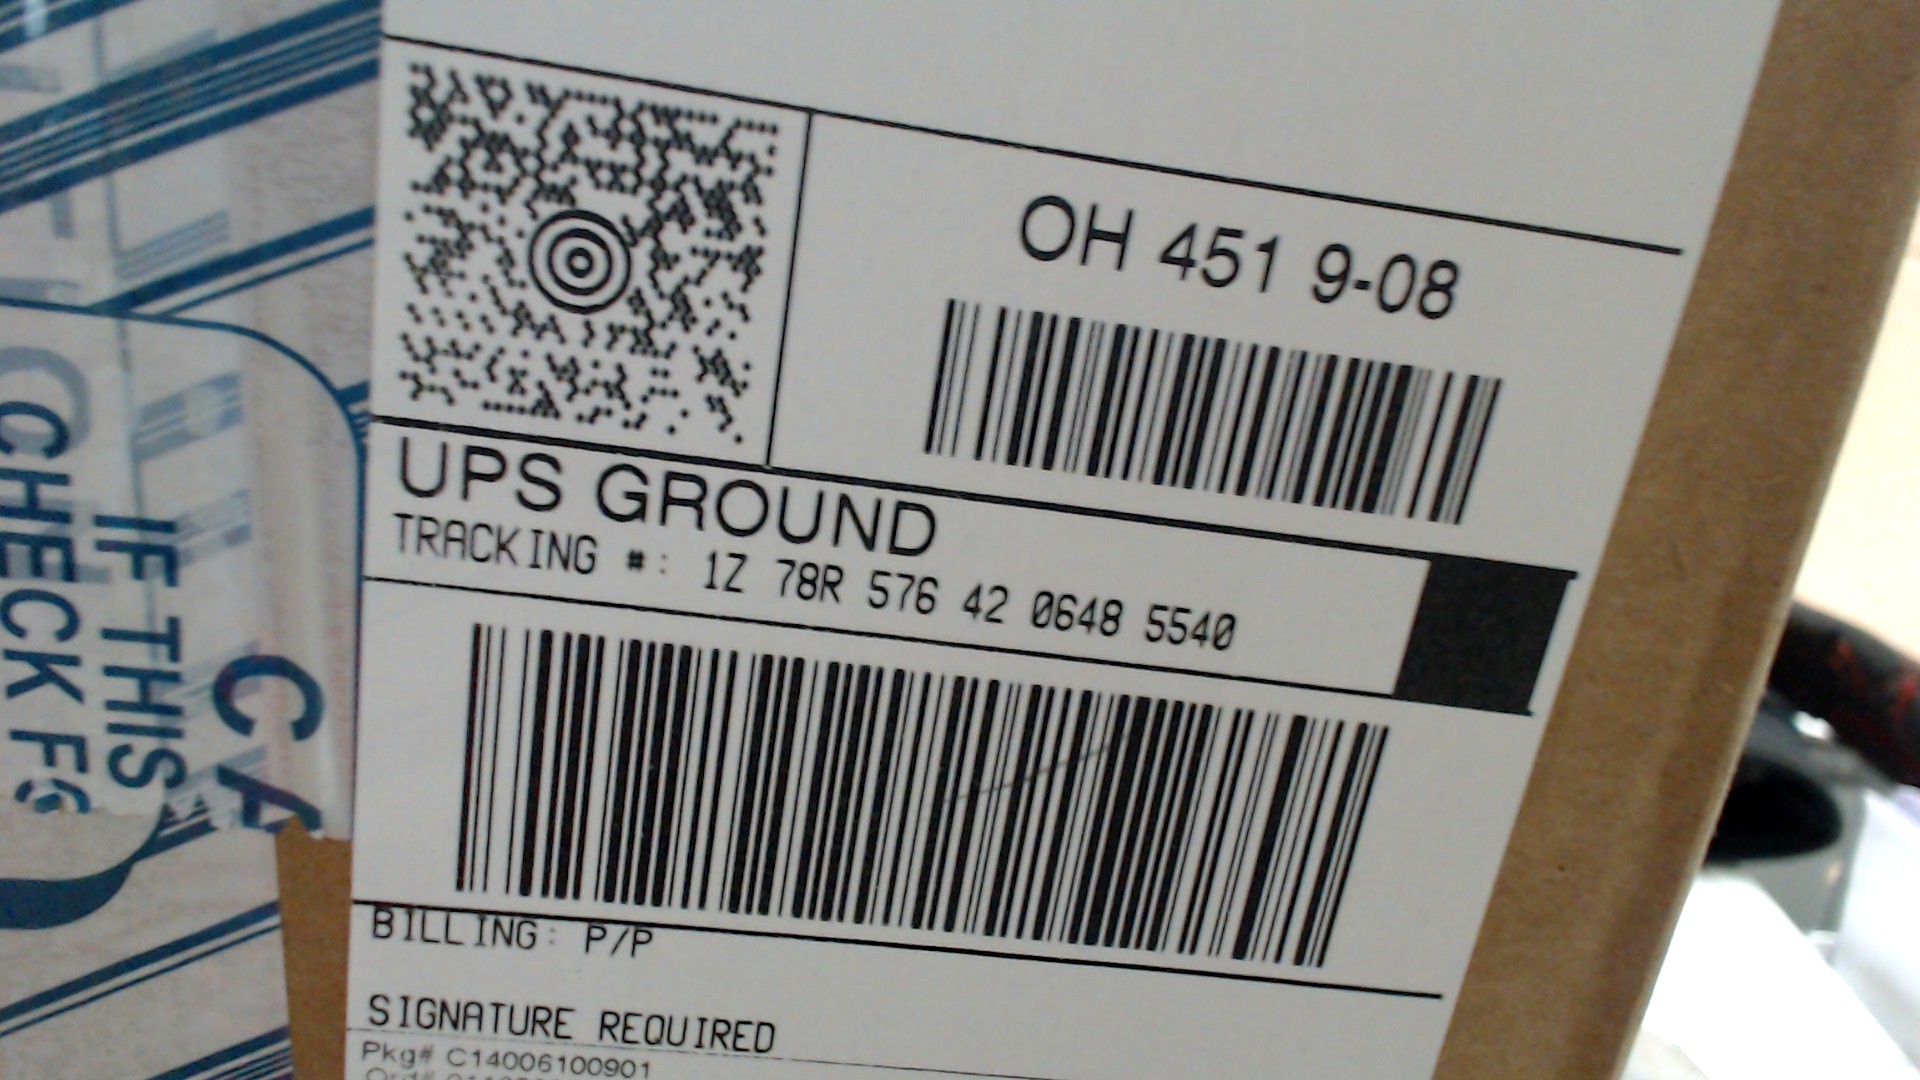 OH 451 9-08
UPS GROUND
TRACKING #: 1Z 78R 576 42 0648 5540
BILLING: P/P
SIGNATURE REQUIRED
Pkg# C14006100901
CA
IF THIS
CHECK